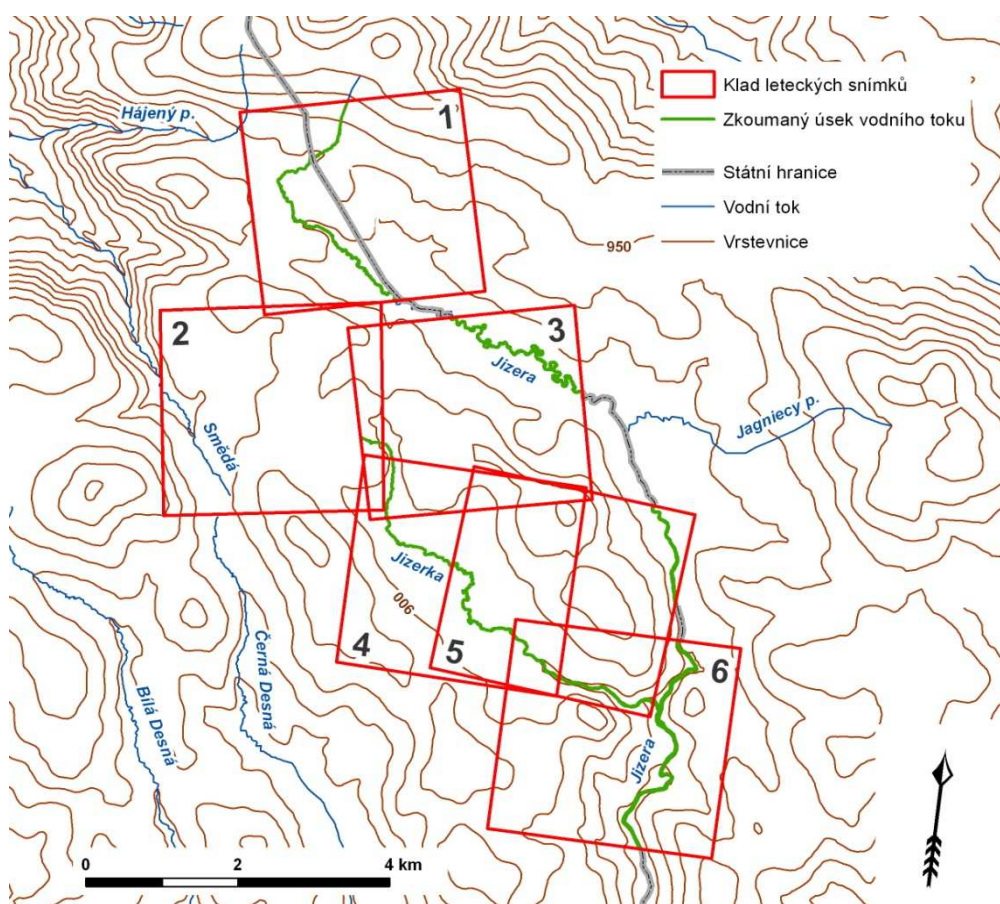 Hájený p.
1
Klad leteckých snímků
Zkoumaný úsek vodního toku
Státní hranice
Vodní tok
Vrstevnice
950
2
3
Jizera
Jagniecy p.
Smědá
Jizerka
900
4
5
6
Černá Desná
Bílá Desná
Jizera
0 2 4 km